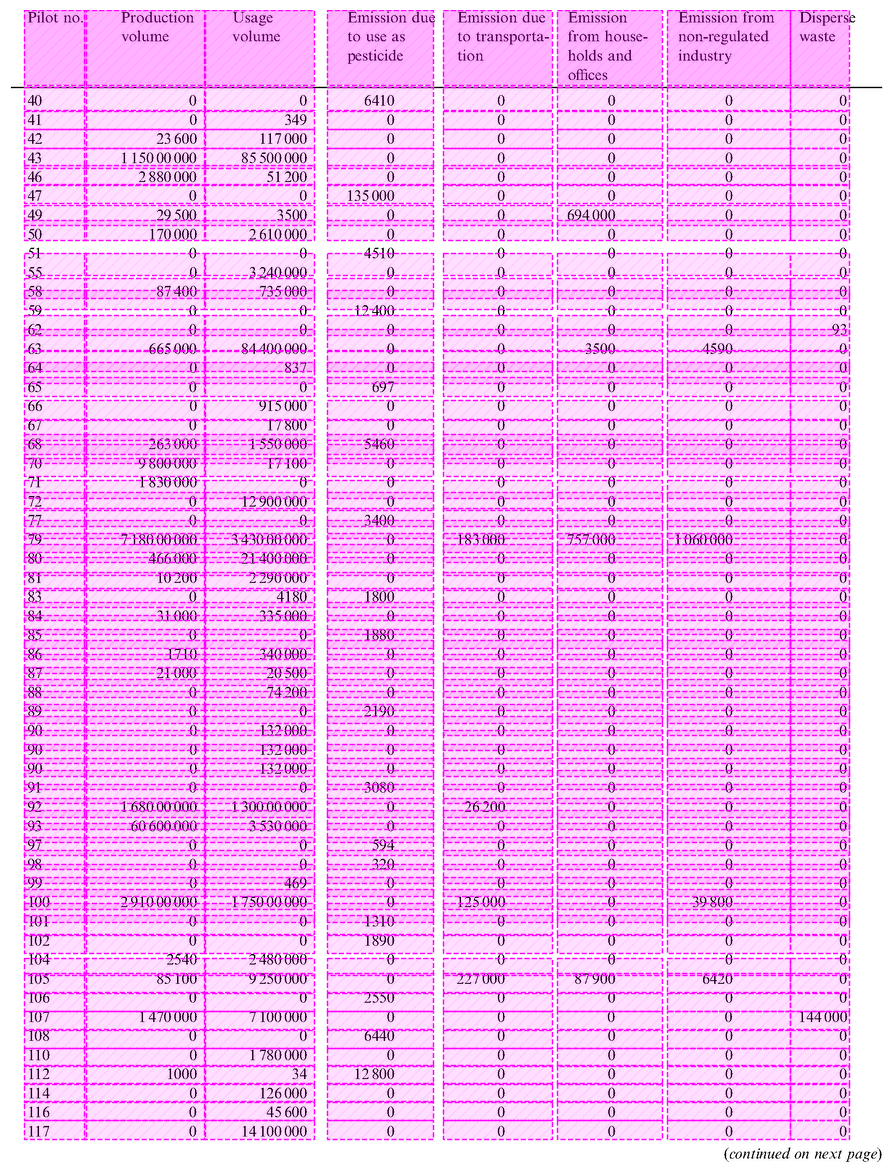 Pilot no. Production volume Usage volume Emission due to use as pesticide Emission due to transporta-tion Emission from house-holds and offices Emission from non-regulated industry Disperse waste
40 0 0 6410 0 0 0 0
41 0 349 0 0 0 0 0
42 23 600 117 000 0 0 0 0 0
43 1 150 00 000 85 500 000 0 0 0 0 0
46 2 880 000 51 200 0 0 0 0 0
47 0 0 135 000 0 0 0 0
49 29 500 3500 0 0 694 000 0 0
50 170 000 2 610 000 0 0 0 0 0
51 0 0 4510 0 0 0 0
55 0 3 240 000 0 0 0 0 0
58 87 400 735 000 0 0 0 0 0
59 0 0 12 400 0 0 0 0
62 0 0 0 0 0 0 93
63 665 000 84 400 000 0 0 3500 4590 0
64 0 837 0 0 0 0 0
65 0 0 697 0 0 0 0
66 0 915 000 0 0 0 0 0
67 0 17 800 0 0 0 0 0
68 263 000 1 550 000 5460 0 0 0 0
70 9 800 000 17 100 0 0 0 0 0
71 1 830 000 0 0 0 0 0 0
72 0 12 900 000 0 0 0 0 0
77 0 0 3400 0 0 0 0
79 7 180 00 000 3 430 00 000 0 183 000 757 000 1 060 000 0
80 466 000 21 400 000 0 0 0 0 0
81 10 200 2 290 000 0 0 0 0 0
83 0 4180 1800 0 0 0 0
84 31 000 335 000 0 0 0 0 0
85 0 0 1880 0 0 0 0
86 1710 340 000 0 0 0 0 0
87 21 000 20 500 0 0 0 0 0
88 0 74 200 0 0 0 0 0
89 0 0 2190 0 0 0 0
90 0 132 000 0 0 0 0 0
90 0 132 000 0 0 0 0 0
90 0 132 000 0 0 0 0 0
91 0 0 3080 0 0 0 0
92 1 680 00 000 1 300 00 000 0 26 200 0 0 0
93 60 600 000 3 530 000 0 0 0 0 0
97 0 0 594 0 0 0 0
98 0 0 320 0 0 0 0
99 0 469 0 0 0 0 0
100 2 910 00 000 1 750 00 000 0 125 000 0 39 800 0
101 0 0 1310 0 0 0 0
102 0 0 1890 0 0 0 0
104 2540 2 480 000 0 0 0 0 0
105 85 100 9 250 000 0 227 000 87 900 6420 0
106 0 0 2550 0 0 0 0
107 1 470 000 7 100 000 0 0 0 0 144 000
108 0 0 6440 0 0 0 0
110 0 1 780 000 0 0 0 0 0
112 1000 34 12 800 0 0 0 0
114 0 126 000 0 0 0 0 0
116 0 45 600 0 0 0 0 0
117 0 14 100 000 0 0 0 0 0
(continued on next page)